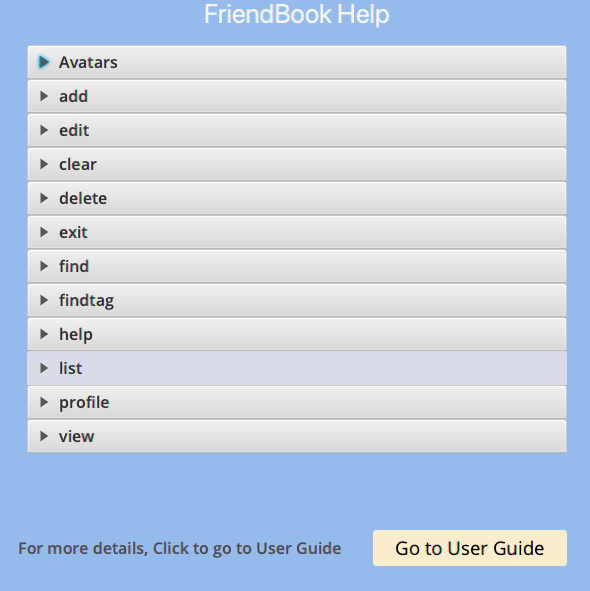 FriendBook Help
Avatars
add
edit
clear
delete
exit
find
findtag
help
list
profile
view
For more details, Click to go to User Guide
Go to User Guide